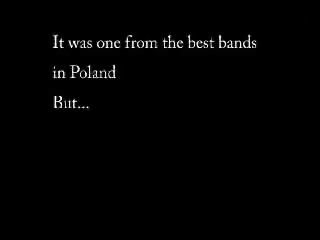 It was one from the best bands
in Poland
But...